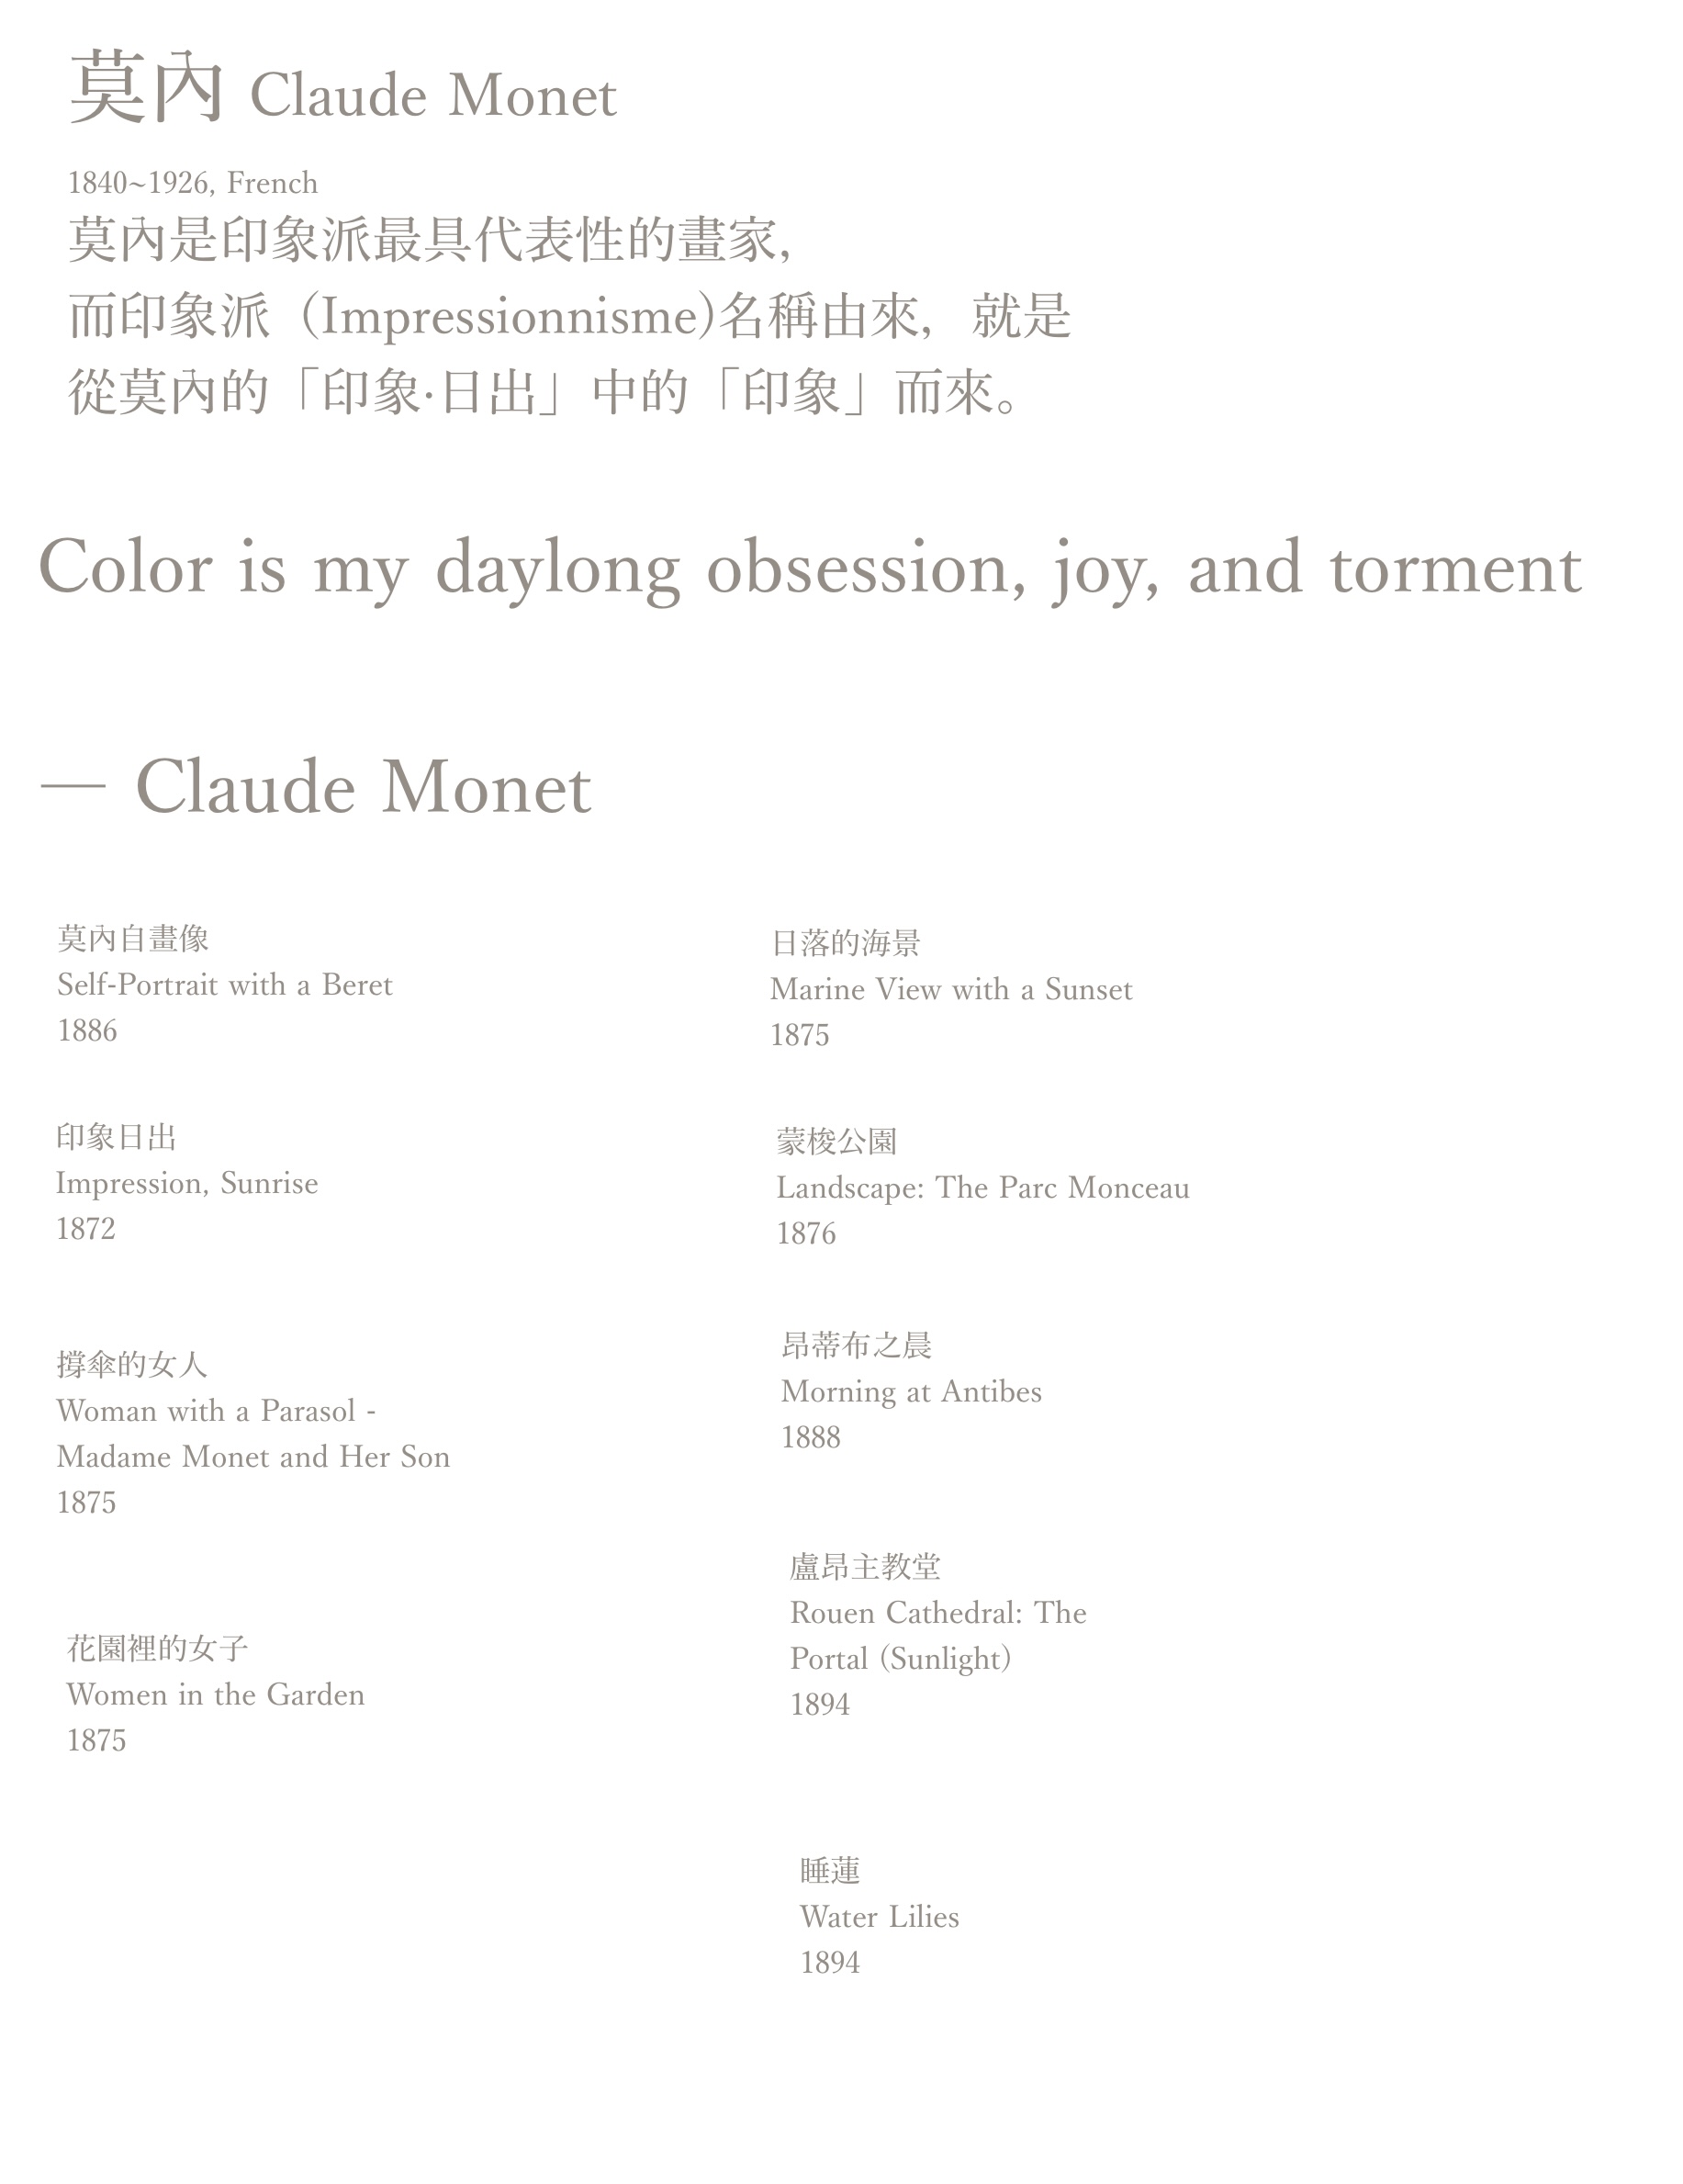 莫內 Claude Monet
1840~1926, French
莫內是印象派最具代表性的畫家，
而印象派（Impressionnisme)名稱由來，就是
從莫內的「印象·日出」中的「印象」而來。
Color is my daylong obsession, joy, and torment
— Claude Monet
莫內自畫像
Self-Portrait with a Beret
1886
印象日出
Impression, Sunrise
1872
撐傘的女人
Woman with a Parasol -
Madame Monet and Her Son
1875
花園裡的女子
Women in the Garden
1875
日落的海景
Marine View with a Sunset
1875
蒙梭公園
Landscape: The Parc Monceau
1876
昂蒂布之晨
Morning at Antibes
1888
盧昂主教堂
Rouen Cathedral: The
Portal (Sunlight)
1894
睡蓮
Water Lilies
1894